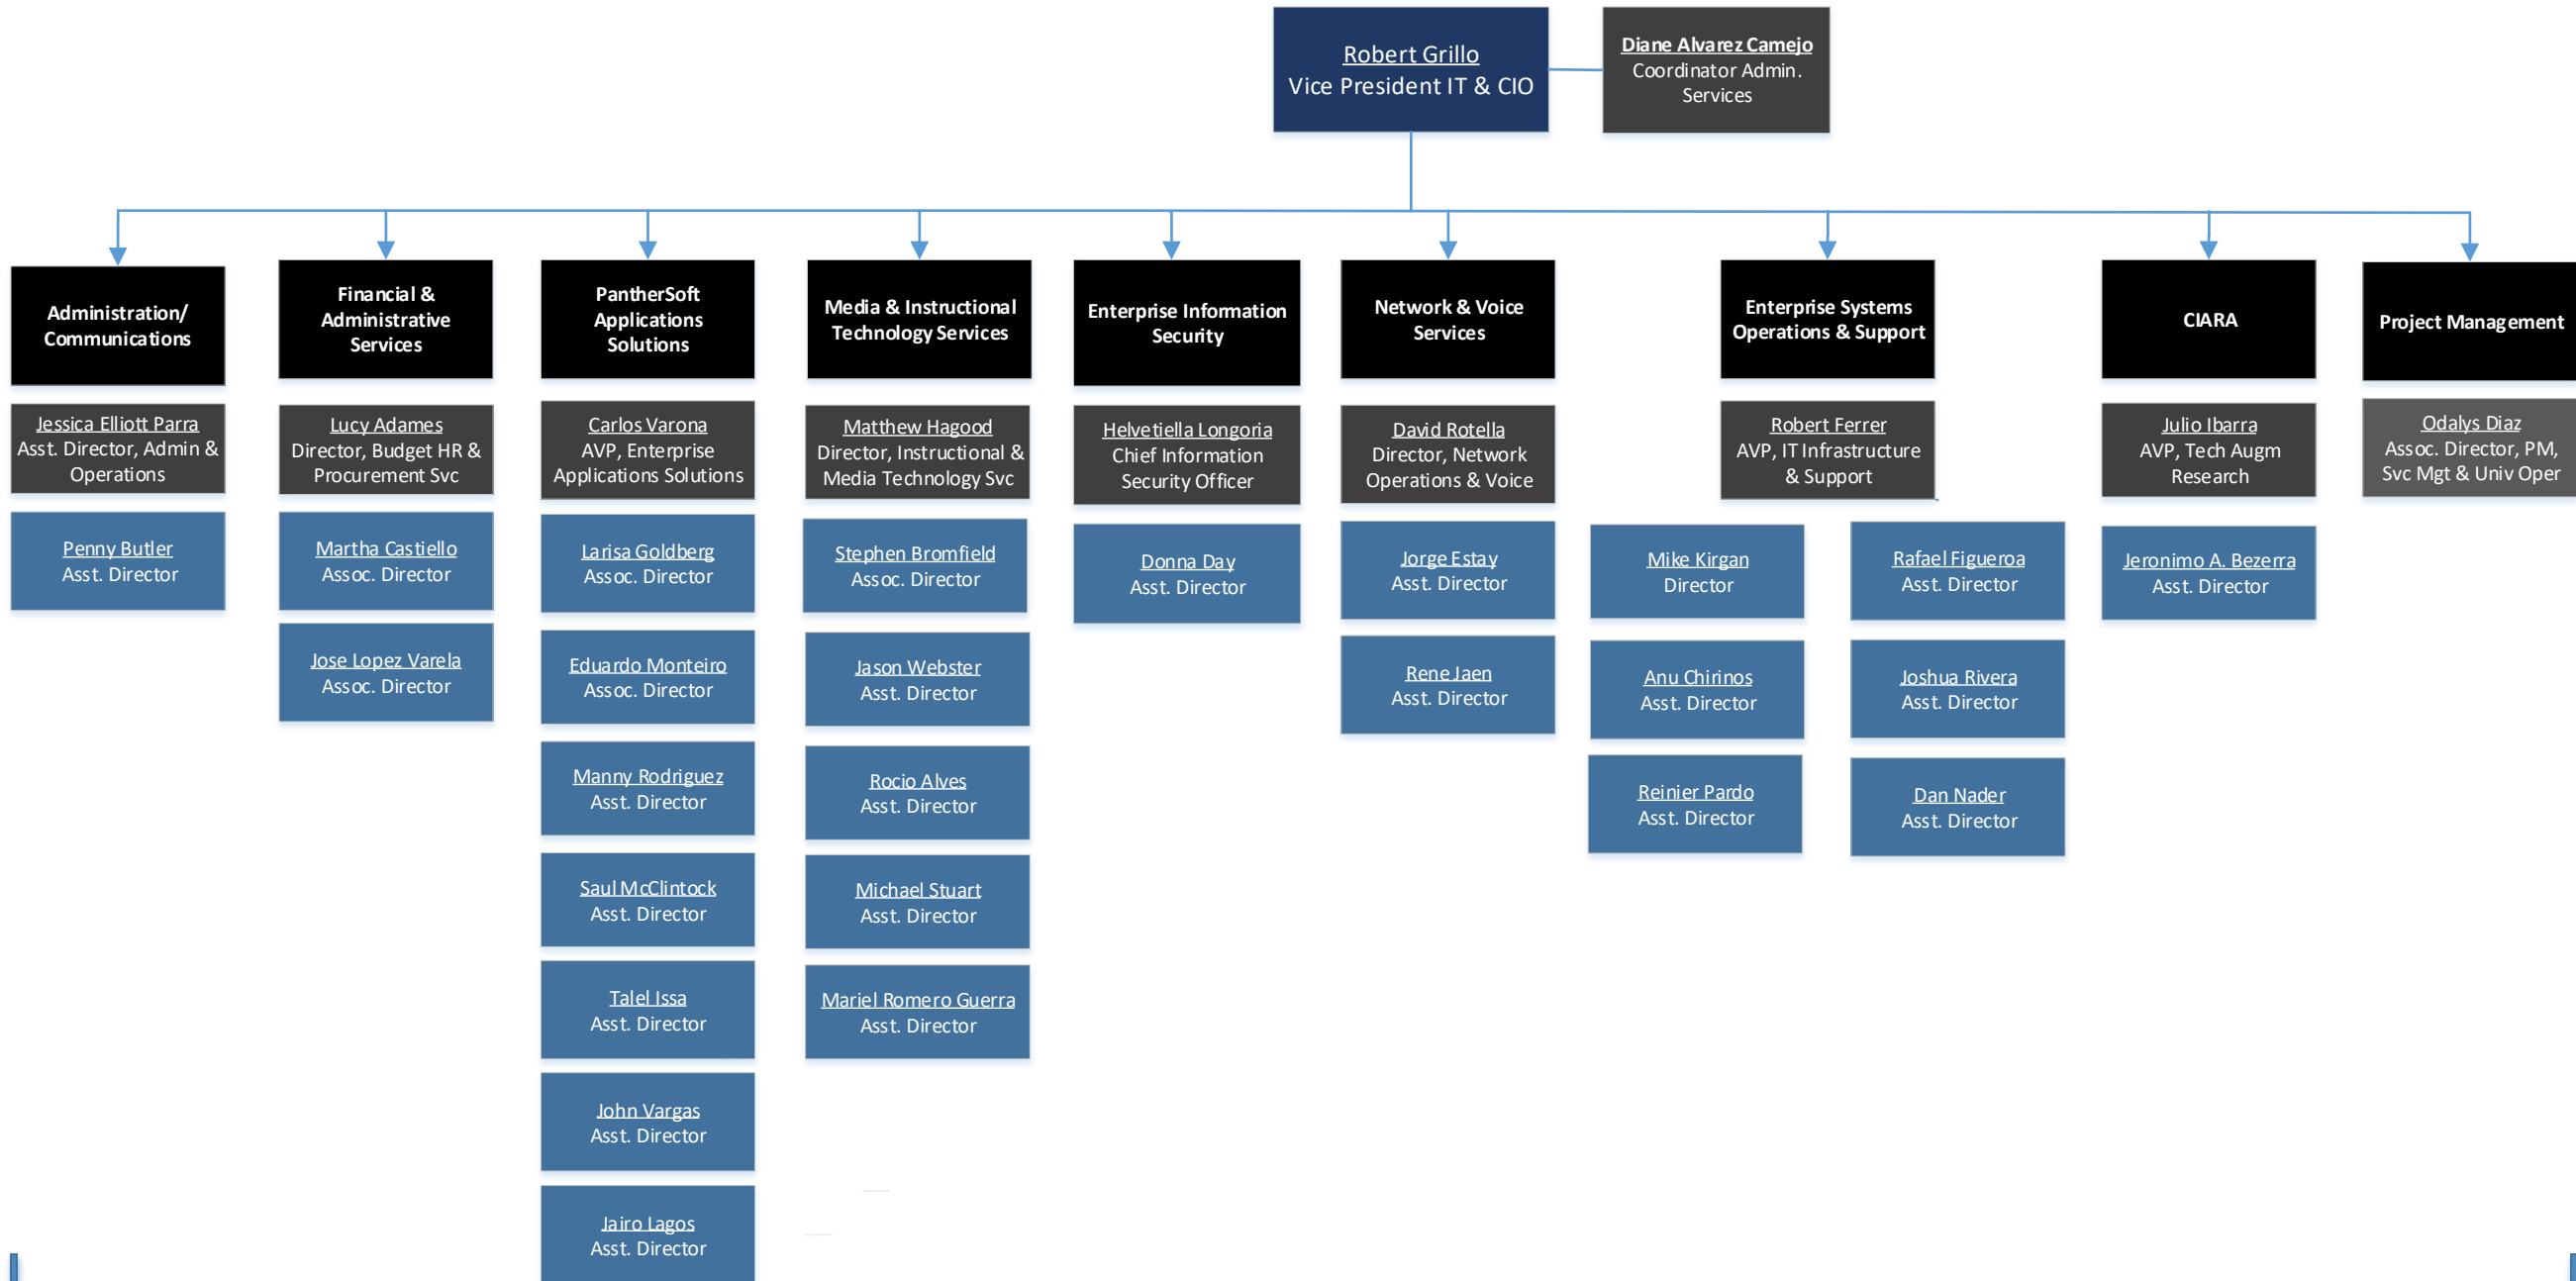 Robert Grillo
Vice President IT & CIO
Diane Alvarez Camejo
Coordinator Admin.
Services
Administration/
Communications
Jessica Elliott Parra
Asst. Director, Admin &
Operations
Penny Butler
Asst. Director
Financial &
Administrative
Services
Lucy Adames
Director, Budget HR &
Procurement Svc
Martha Castiello
Assoc. Director
Jose Lopez Varela
Assoc. Director
PantherSoft
Applications
Solutions
Carlos Varona
AVP, Enterprise
Applications Solutions
Larisa Goldberg
Assoc. Director
Eduardo Monteiro
Assoc. Director
Manny Rodriguez
Asst. Director
Saul McClintock
Asst. Director
Talel Issa
Asst. Director
John Vargas
Asst. Director
Jairo Lagos
Asst. Director
Media & Instructional
Technology Services
Matthew Hagood
Director, Instructional &
Media Technology Svc
Stephen Bromfield
Assoc. Director
Jason Webster
Asst. Director
Rocio Alves
Asst. Director
Michael Stuart
Asst. Director
Mariel Romero Guerra
Asst. Director
Enterprise Information
Security
Helvetiella Longoria
Chief Information
Security Officer
Donna Day
Asst. Director
Network & Voice
Services
David Rotella
Director, Network
Operations & Voice
Jorge Estay
Asst. Director
Rene Jaen
Asst. Director
Enterprise Systems
Operations & Support
Robert Ferrer
AVP, IT Infrastructure
& Support
Mike Kirgan
Director
Anu Chirinos
Asst. Director
Reinier Pardo
Asst. Director
Rafael Figueroa
Asst. Director
Joshua Rivera
Asst. Director
Dan Nader
Asst. Director
CIARA
Julio Ibarra
AVP, Tech Augm
Research
Jeronimo A. Bezerra
Asst. Director
Project Management
Odalys Diaz
Assoc. Director, PM,
Svc Mgt & Univ Oper